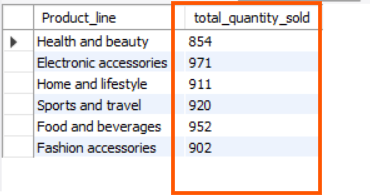 Product_line total_quantity_sold
Health and beauty 854
Electronic accessories 971
Home and lifestyle 911
Sports and travel 920
Food and beverages 952
Fashion accessories 902